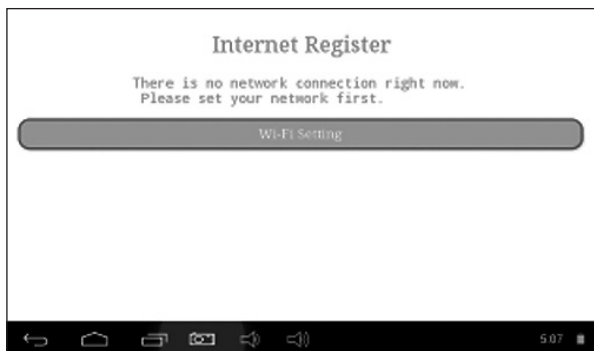 Internet Register
There is no network connection right now.
Please set your network first.
Wi-Fi Setting
5:07